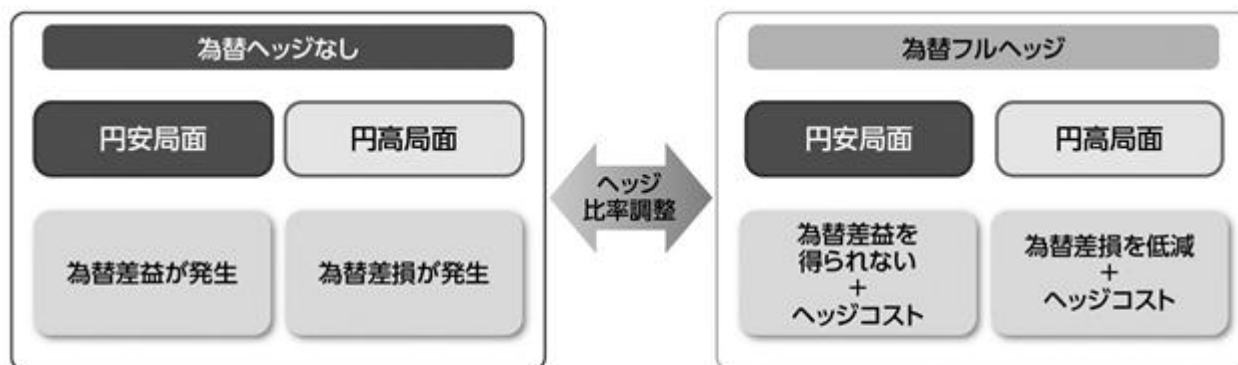 為替ヘッジなし
円安局面
円高局面
為替差益が発生
為替差損が発生
ヘッジ
比率調整
為替フルヘッジ
円安局面
円高局面
為替差益を
得られない
+
ヘッジコスト
為替差損を低減
+
ヘッジコスト